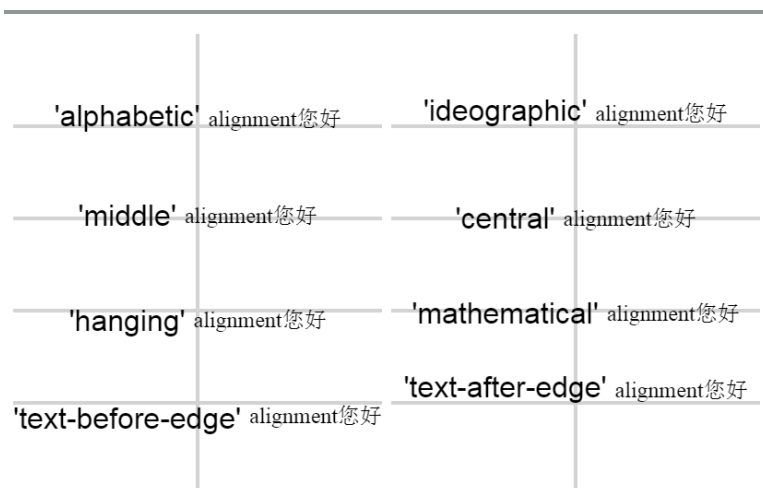 'alphabetic' alignment您好 'ideographic' alignment您好
'middle' alignment您好 'central' alignment您好
'hanging' alignment您好 'mathematical' alignment您好
'text-before-edge' alignment您好 'text-after-edge' alignment您好